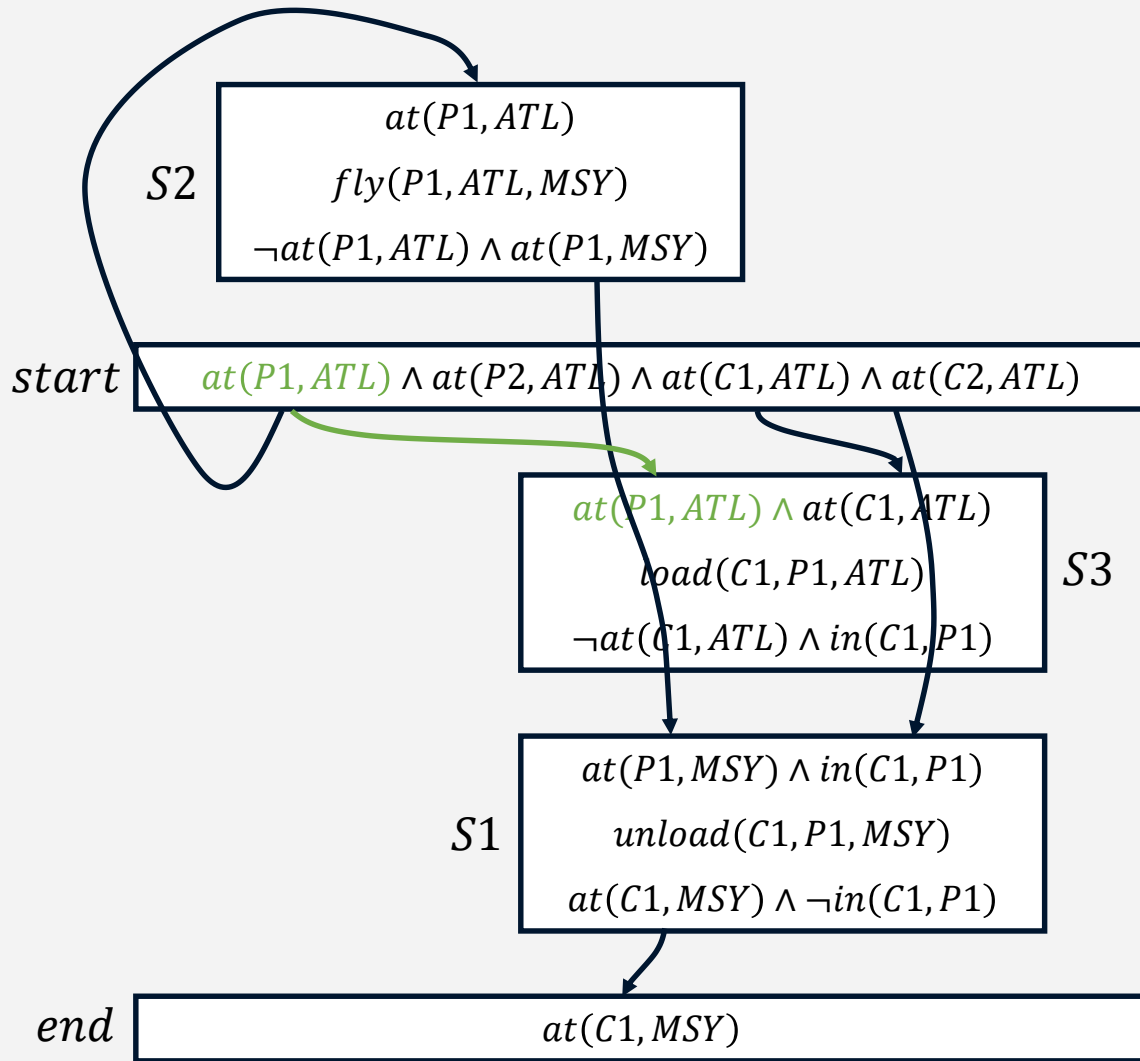 at(P1, ATL)
S2
fly(P1, ATL, MSY)
¬at(P1, ATL) ∧ at(P1, MSY)
start
at(P1, ATL) ∧ at(P2, ATL) ∧ at(C1, ATL) ∧ at(C2, ATL)
at(P1, ATL) ∧ at(C1, ATL)
load(C1, P1, ATL)
S3
¬at(C1, ATL) ∧ in(C1, P1)
at(P1, MSY) ∧ in(C1, P1)
S1
unload(C1, P1, MSY)
at(C1, MSY) ∧ ¬in(C1, P1)
end
at(C1, MSY)